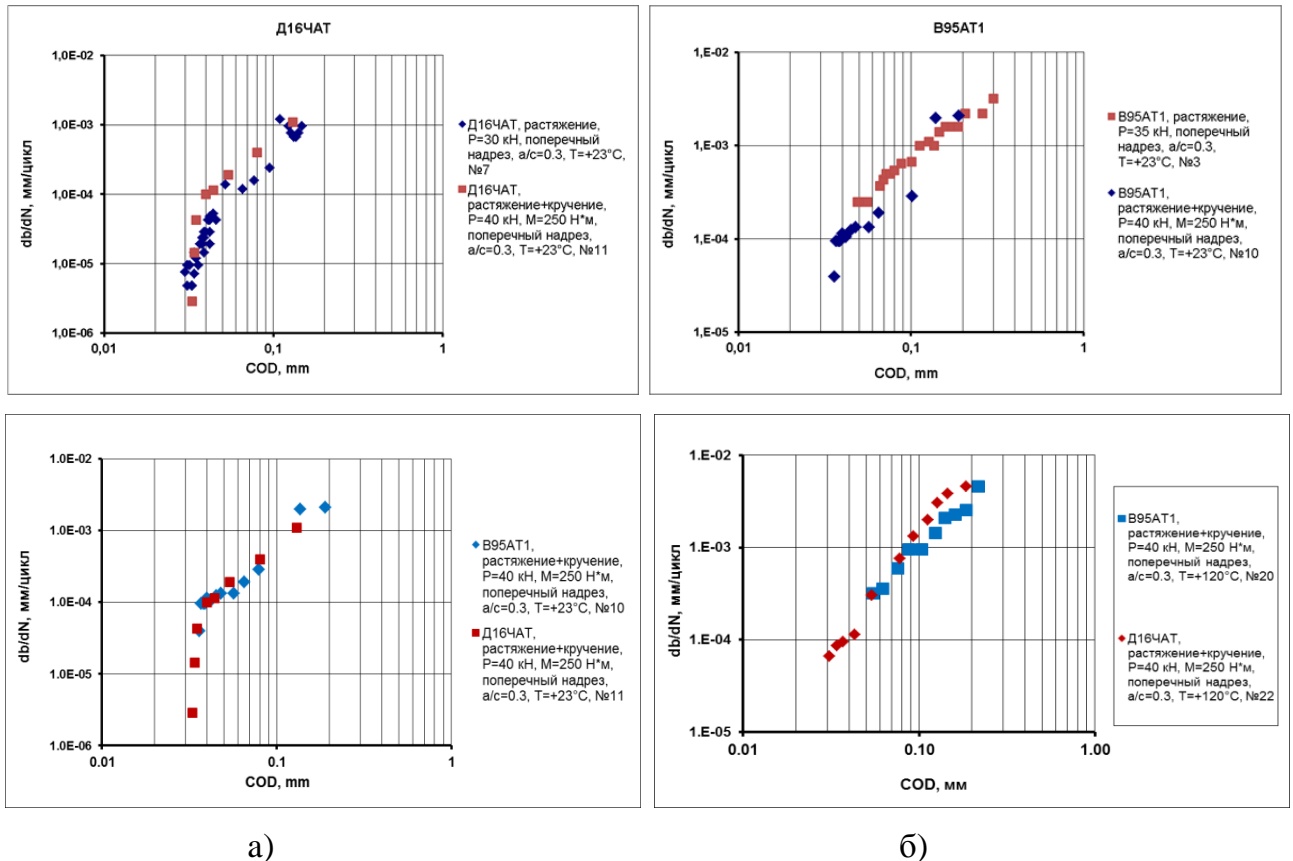 Д16ЧАТ
1,0E-02
1,0E-03
1,0E-04
1,0E-05
1,0E-06
db/dN, мм/цикл
0,01
0,1
1
COD, mm
Д16ЧАТ, растяжение,
P=30 кН, поперечный
надрез, a/c=0.3, T=+23°C,
№7
Д16ЧАТ,
растяжение+кручение,
P=40 кН, M=250 Н*м,
поперечный надрез,
a/c=0.3, T=+23°C, №11
В95АТ1
1,E-02
1,E-03
1,E-04
1,E-05
db/dN, мм/цикл
0,01
0,1
1
COD, mm
В95АТ1, растяжение,
P=35 кН, поперечный
надрез, a/c=0.3,
T=+23°C, №3
В95АТ1,
растяжение+кручение,
P=40 кН, M=250 Н*м,
поперечный надрез,
a/c=0.3, T=+23°C, №10
1.0E-02
1.0E-03
1.0E-04
1.0E-05
1.0E-06
db/dN, мм/цикл
0.01
0.1
1
COD, mm
В95АТ1,
растяжение+кручение,
P=40 кН, M=250 Н*м,
поперечный надрез,
a/c=0.3, T=+23°C, №10
Д16ЧАТ,
растяжение+кручение,
P=40 кН, M=250 Н*м,
поперечный надрез,
a/c=0.3, T=+23°C, №11
1.E-02
1.E-03
1.E-04
1.E-05
db/dN, мм/цикл
0.01
0.10
1.00
COD, мм
В95АТ1,
растяжение+кручение,
P=40 кН, M=250 Н*м,
поперечный надрез,
a/c=0.3, T=+120°C, №20
Д16ЧАТ,
растяжение+кручение,
P=40 кН, M=250 Н*м,
поперечный надрез,
a/c=0.3, T=+120°C, №22
а)
б)